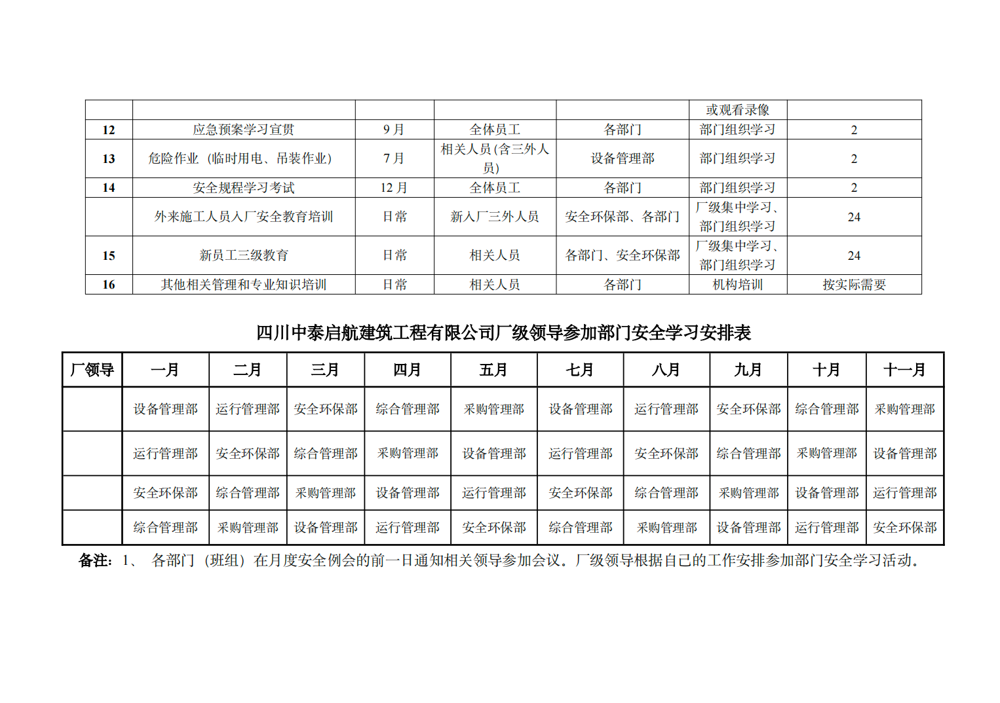 或观看录像
12 应急预案学习宣贯 9 月 全体员工 各部门 部门组织学习 2
13 危险作业（临时用电、吊装作业） 7 月 相关人员(含三外人员) 设备管理部 部门组织学习 2
14 安全规程学习考试 12 月 全体员工 各部门 部门组织学习 2
外来施工人员入厂安全教育培训 日常 新入厂三外人员 安全环保部、各部门 厂级集中学习、部门组织学习 24
15 新员工三级教育 日常 相关人员 各部门、安全环保部 厂级集中学习、部门组织学习 24
16 其他相关管理和专业知识培训 日常 相关人员 各部门 机构培训 按实际需要
四川中泰启航建筑工程有限公司厂级领导参加部门安全学习安排表
厂领导 一月 二月 三月 四月 五月 七月 八月 九月 十月 十一月
设备管理部 运行管理部 安全环保部 综合管理部 采购管理部 设备管理部 运行管理部 安全环保部 综合管理部 采购管理部
运行管理部 安全环保部 综合管理部 采购管理部 设备管理部 运行管理部 安全环保部 综合管理部 采购管理部 设备管理部
安全环保部 综合管理部 采购管理部 设备管理部 运行管理部 安全环保部 综合管理部 采购管理部 设备管理部 运行管理部
综合管理部 采购管理部 设备管理部 运行管理部 安全环保部 综合管理部 采购管理部 设备管理部 运行管理部 安全环保部
备注：1、 各部门（班组）在月度安全例会的前一日通知相关领导参加会议。厂级领导根据自己的工作安排参加部门安全学习活动。